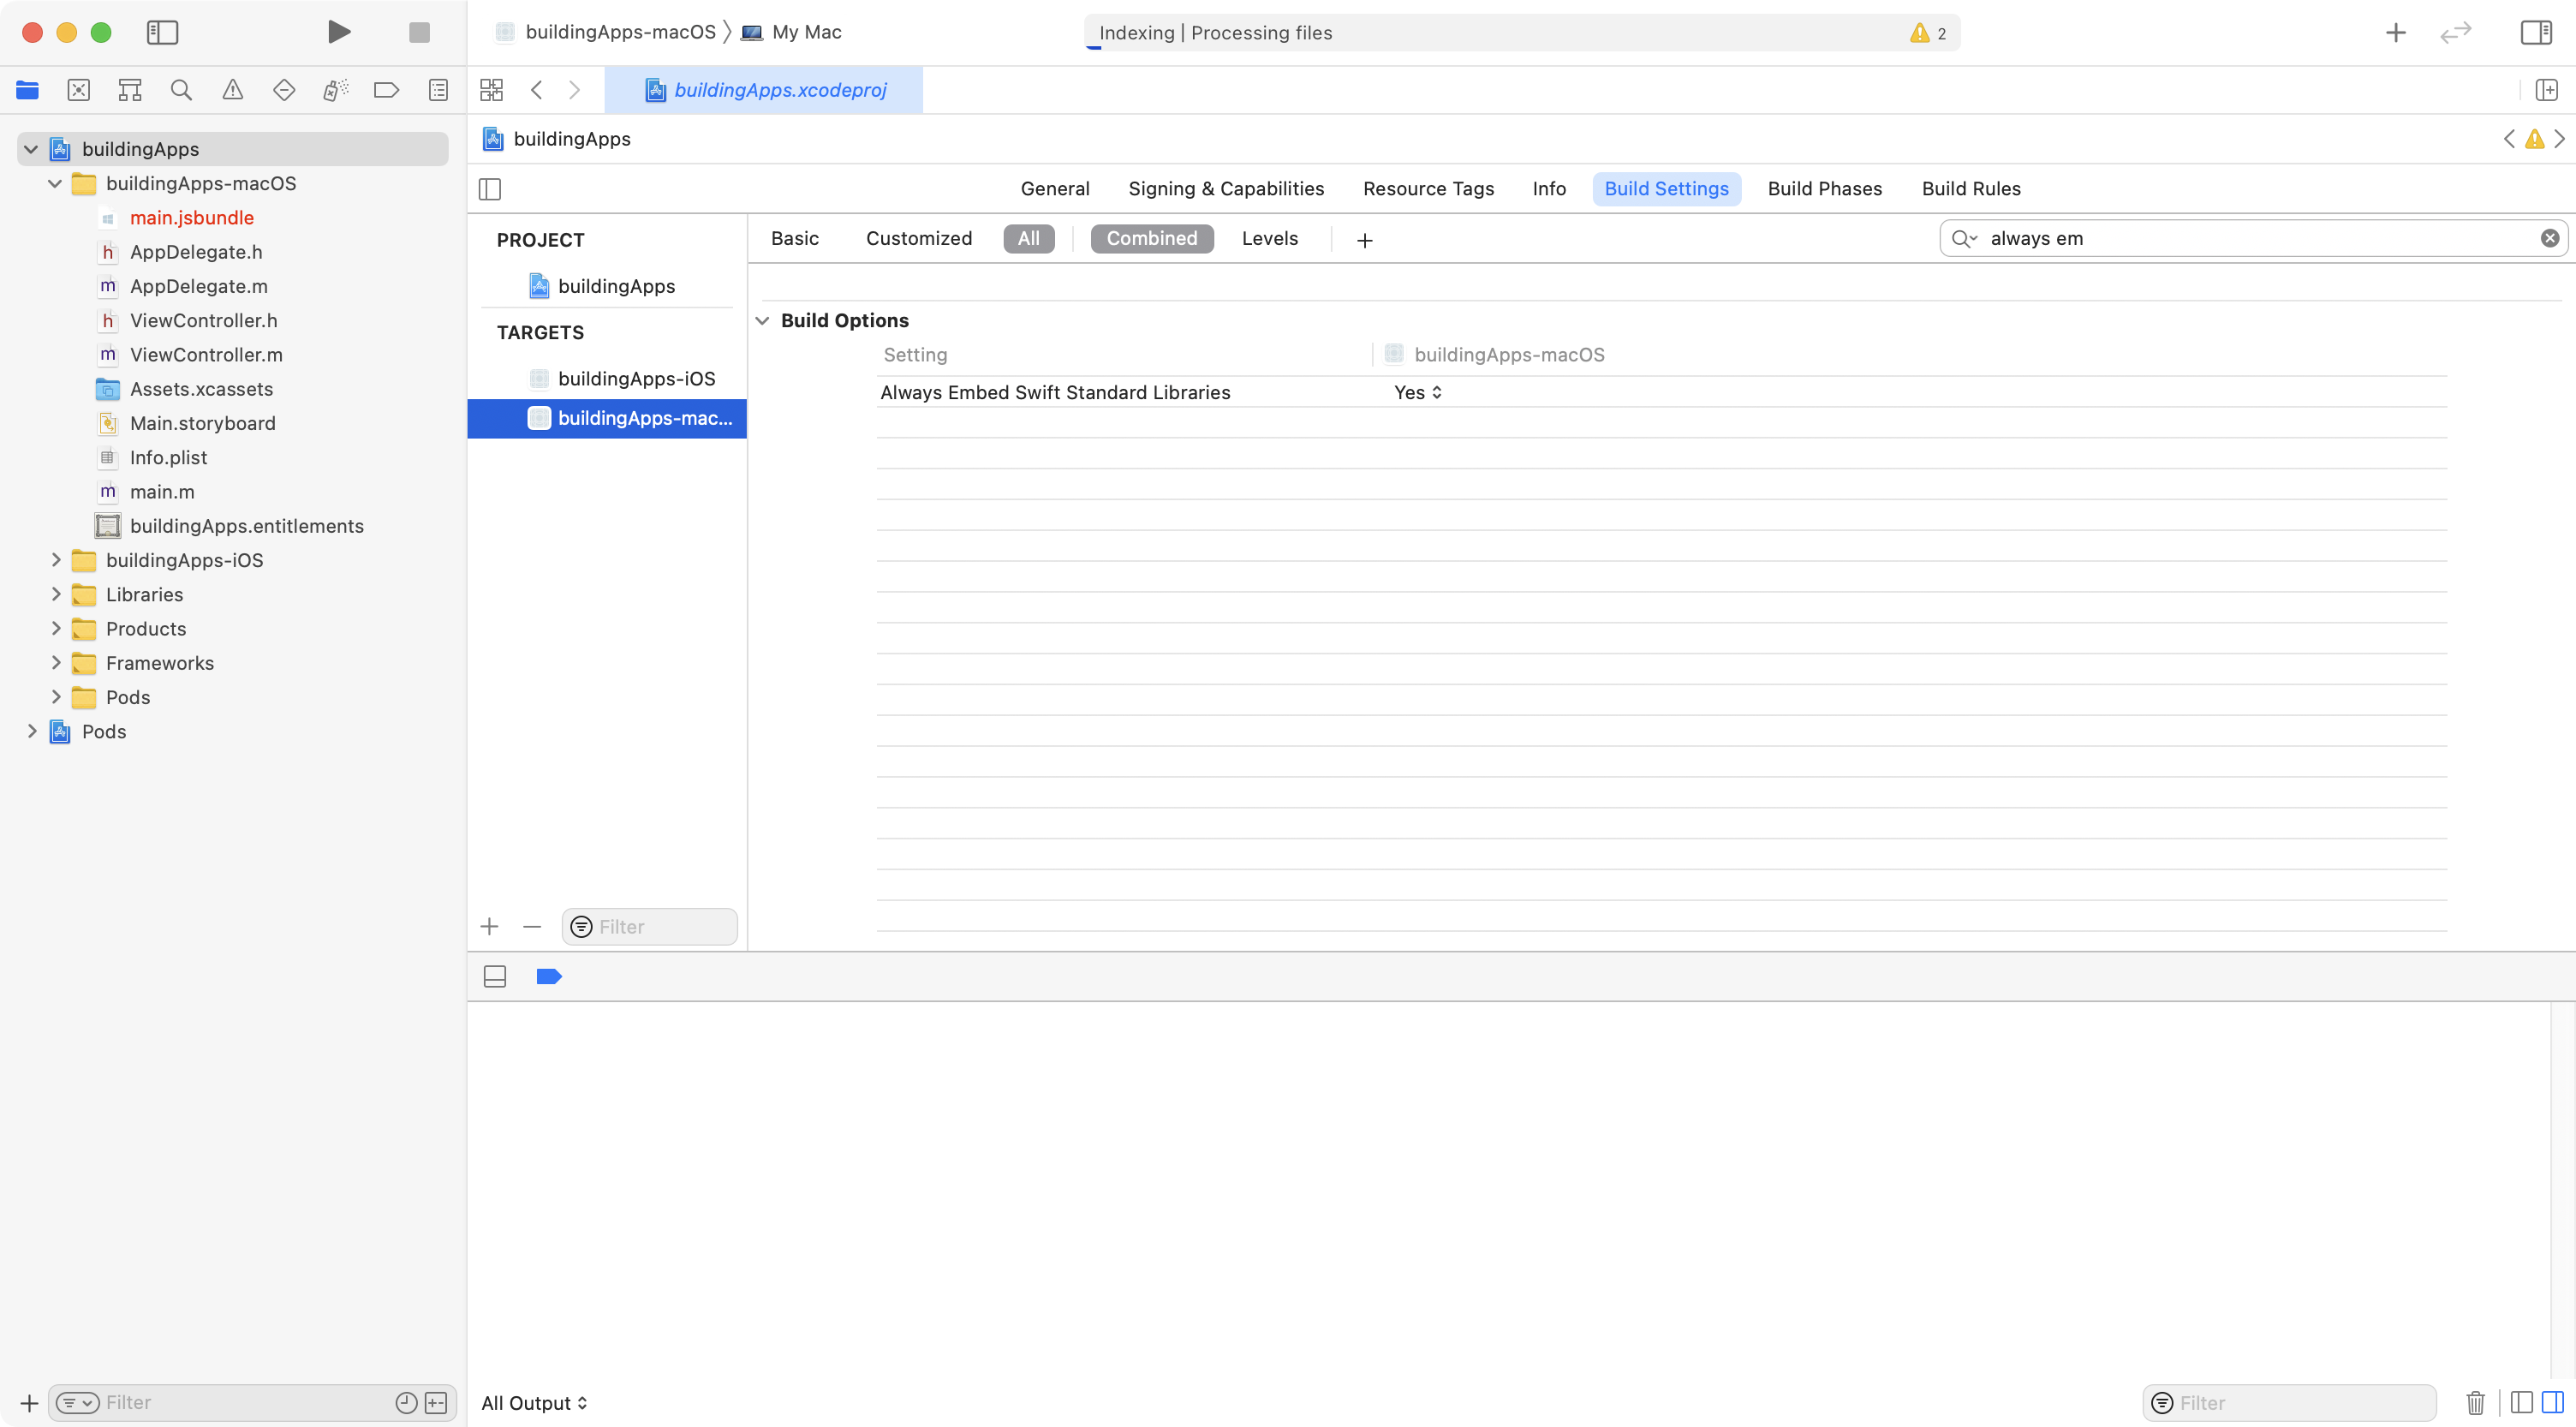 buildingApps-macOS
My Mac
Indexing | Processing files
2
buildingApps.xcodeproj
buildingApps
General
Signing & Capabilities
Resource Tags
Info
Build Settings
Build Phases
Build Rules
buildingApps
buildingApps-macOS
main.jsbundle
h AppDelegate.h
m AppDelegate.m
h ViewController.h
m ViewController.m
Assets.xcassets
Main.storyboard
Info.plist
m main.m
buildingApps.entitlements
buildingApps-iOS
Libraries
Products
Frameworks
Pods
Pods
Filter
PROJECT
buildingApps
TARGETS
buildingApps-iOS
buildingApps-mac...
Filter
Basic
Customized
All
Combined
Levels
always em
Build Options
Setting
buildingApps-macOS
Always Embed Swift Standard Libraries
Yes
All Output
Filter